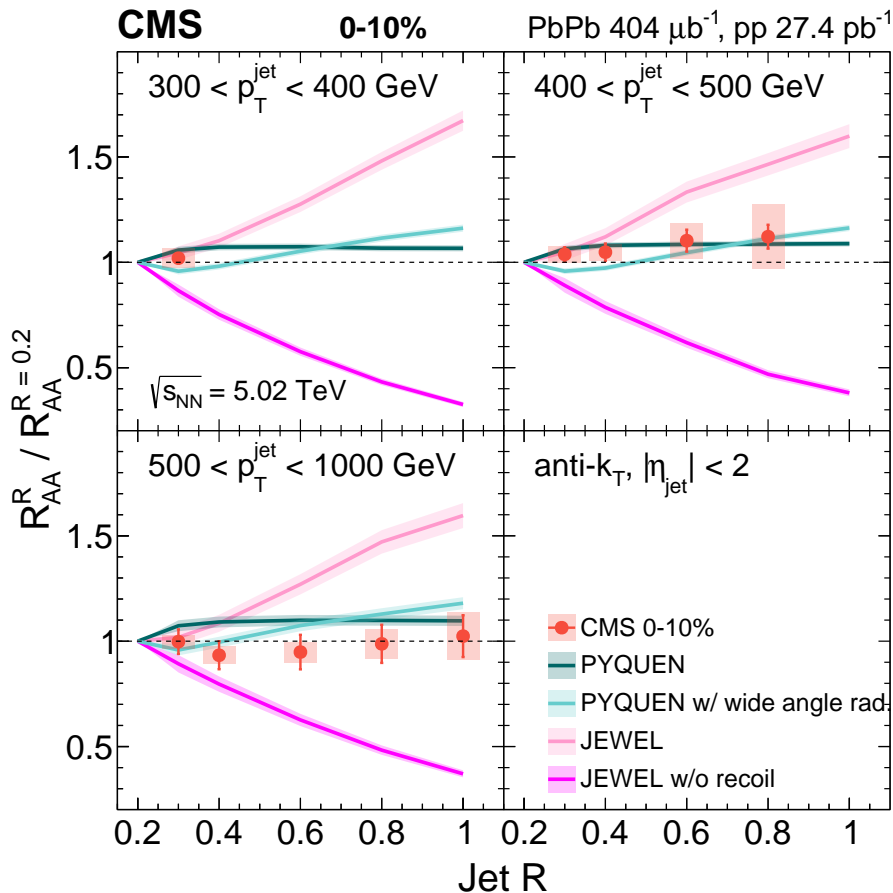 CMS 0-10% PbPb 404 μb⁻¹, pp 27.4 pb⁻¹
300 < p_T^jet < 400 GeV
400 < p_T^jet < 500 GeV
1.5
1
0.5
√s_NN = 5.02 TeV
R_AA^R / R_AA^R = 0.2
500 < p_T^jet < 1000 GeV
anti-k_T, |η_jet| < 2
1.5
1
0.5
CMS 0-10%
PYQUEN
PYQUEN w/ wide angle rad.
JEWEL
JEWEL w/o recoil
0.2 0.4 0.6 0.8 1 0.2 0.4 0.6 0.8 1
Jet R